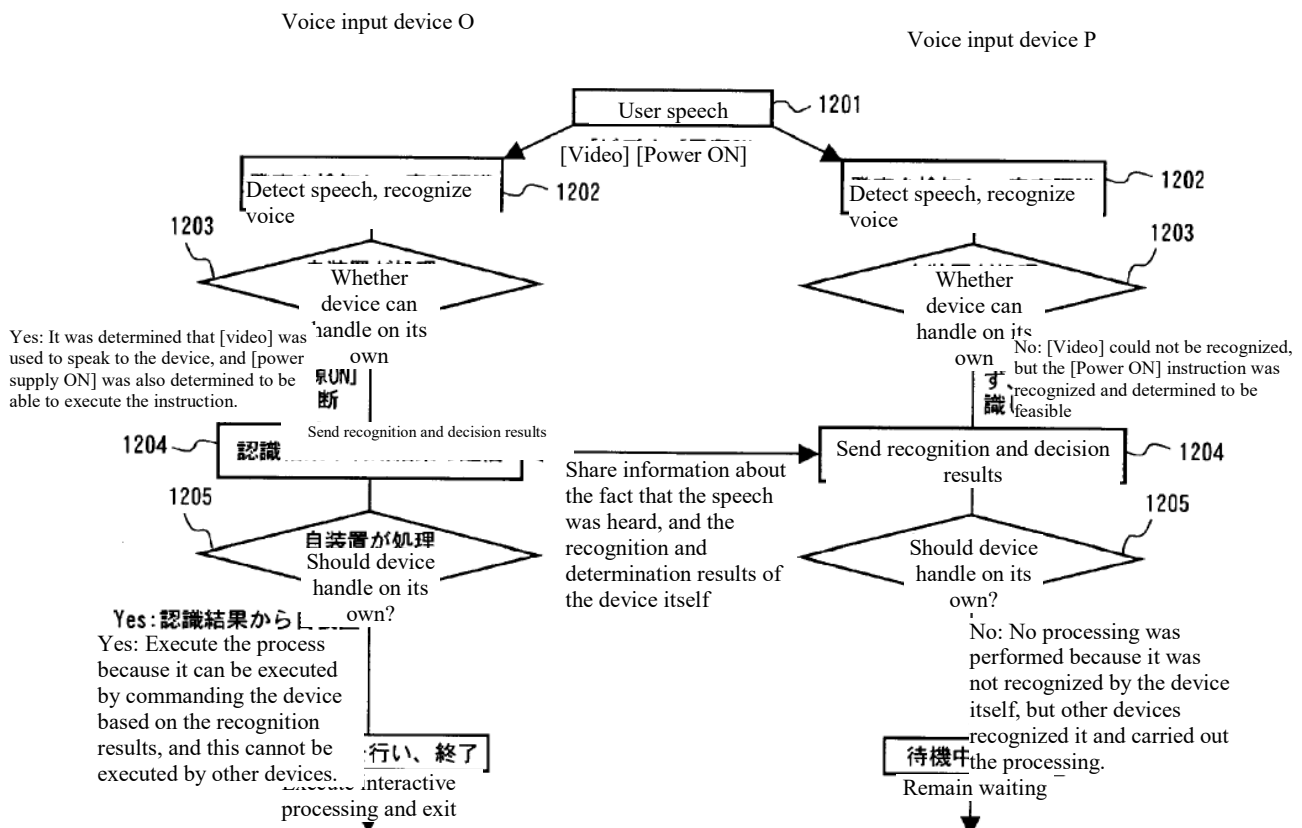 Voice input device O
Voice input device P
User speech
1201
[Video] [Power ON]
Detect speech, recognize
voice
1202
Detect speech, recognize
voice
1202
1203
Whether
device can
handle on its
own
1203
Whether
device can
handle on its
own
Yes: It was determined that [video] was
used to speak to the device, and [power
supply ON] was also determined to be
able to execute the instruction.
ON」
断
No: [Video] could not be recognized,
but the [Power ON] instruction was
recognized and determined to be
feasible
ず、
識
1204
認識
Send recognition and decision results
Send recognition and decision
results
1204
Share information about
the fact that the speech
was heard, and the
recognition and
determination results of
the device itself
1205
自装置が処理
Should device
handle on its
own?
1205
Should device
handle on its
own?
Yes:認識結果から
Yes: Execute the process
because it can be executed
by commanding the device
based on the recognition
results, and this cannot be
executed by other devices.
No: No processing was
performed because it was
not recognized by the device
itself, but other devices
recognized it and carried out
the processing.
を行い、終了
Execute interactive
processing and exit
待機中
Remain waiting